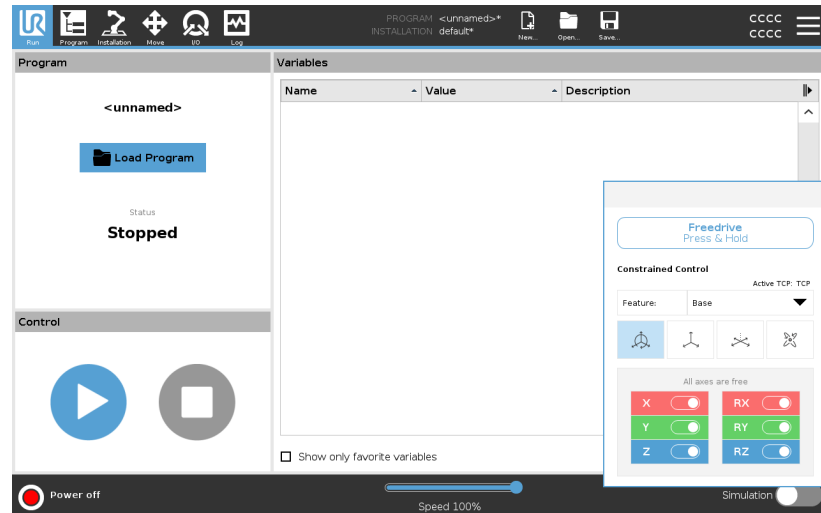 UR
Run
Program
Installation
Move
I/O
Log
PROGRAM <unnamed>*
INSTALLATION default*
New...
Open...
Save...
CCCC
CCCC
Program
<unnamed>
Load Program
Status
Stopped
Control
Variables
Name
Value
Description
Show only favorite variables
Freedrive
Press & Hold
Constrained Control
Active TCP: TCP
Feature: Base
All axes are free
X RX
Y RY
Z RZ
Power off
Speed 100%
Simulation